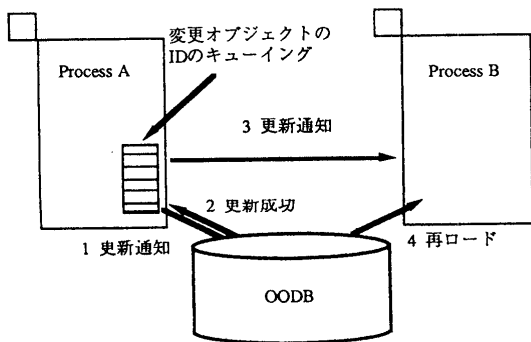 変更オブジェクトの
IDのキューイング
Process A
Process B
3 更新通知
2 更新成功
1 更新通知
4 再ロード
OODB